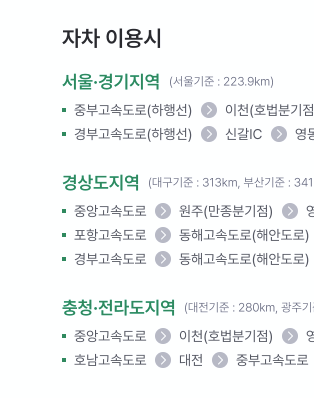 자차 이용시
서울·경기지역 (서울기준 : 223.9km)
중부고속도로(하행선) 이천(호법분기점
경부고속도로(하행선) 신갈IC 영동
경상도지역 (대구기준 : 313km, 부산기준 : 341
중앙고속도로 원주(만종분기점)
포항고속도로 동해고속도로(해안도로)
경부고속도로 동해고속도로(해안도로)
충청·전라도지역 (대전기준 : 280km, 광주기
중앙고속도로 이천(호법분기점)
호남고속도로 대전 중부고속도로